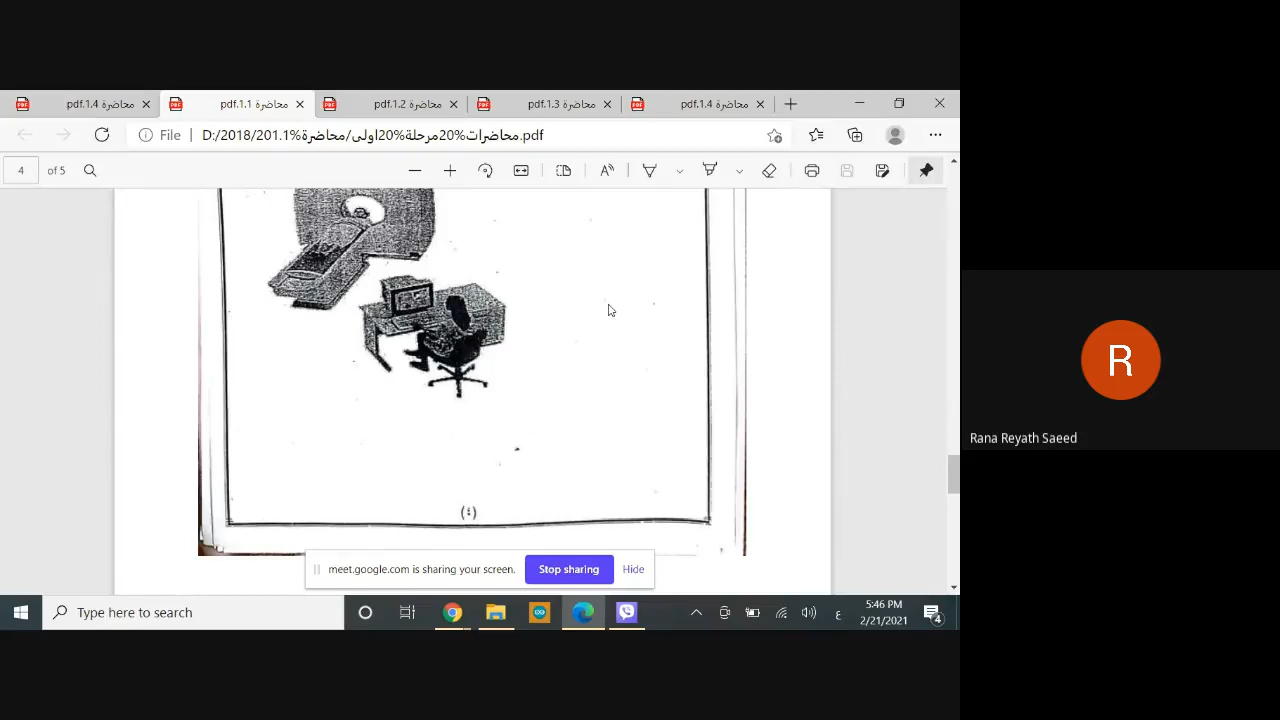 محاضرة 1.4.pdf
محاضرة 1.1.pdf
محاضرة 1.2.pdf
محاضرة 1.3.pdf
محاضرة 1.4.pdf
File
D:/2018/201.1%محاضرات%20مرحلة%20اولى/محاضرة.pdf
4 of 5
(٤)
meet.google.com is sharing your screen.
Stop sharing
Hide
R
Rana Reyath Saeed
Type here to search
ع
5:46 PM
2/21/2021
4